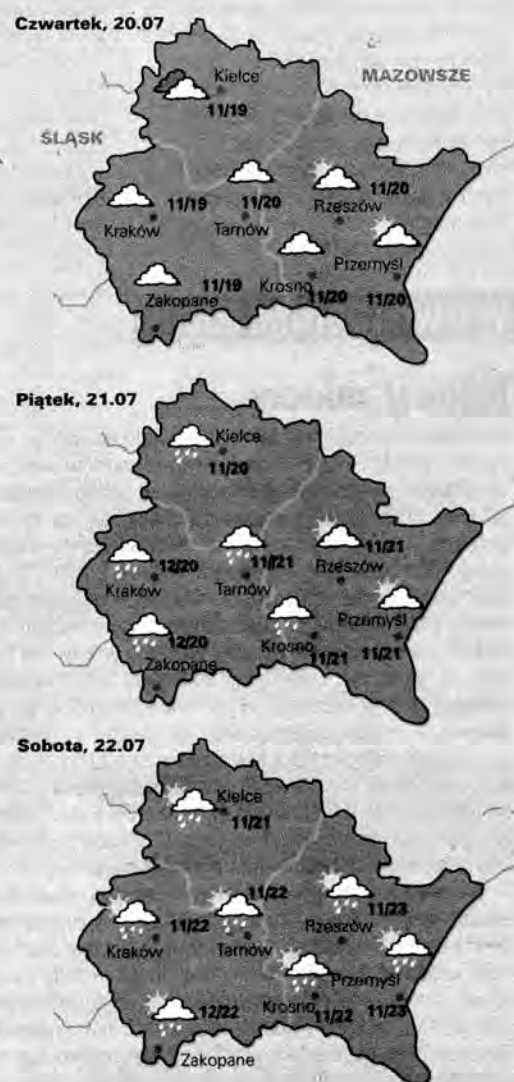 Czwartek, 20.07
Kielce
MAZOWSZE
11/19
ŚLĄSK
11/19
11/20
11/20
Kraków
Tarnów
Rzeszów
Przemyśl
11/19
Krosno
11/20
11/20
Zakopane
Piątek, 21.07
Kielce
11/20
12/20
11/21
11/21
Kraków
Tarnów
Rzeszów
Przemyśl
12/20
Krosno
11/21
11/21
Zakopane
Sobota, 22.07
Kielce
11/21
11/22
11/22
11/23
Kraków
Tarnów
Rzeszów
Przemyśl
12/22
Krosno
11/22
11/23
Zakopane